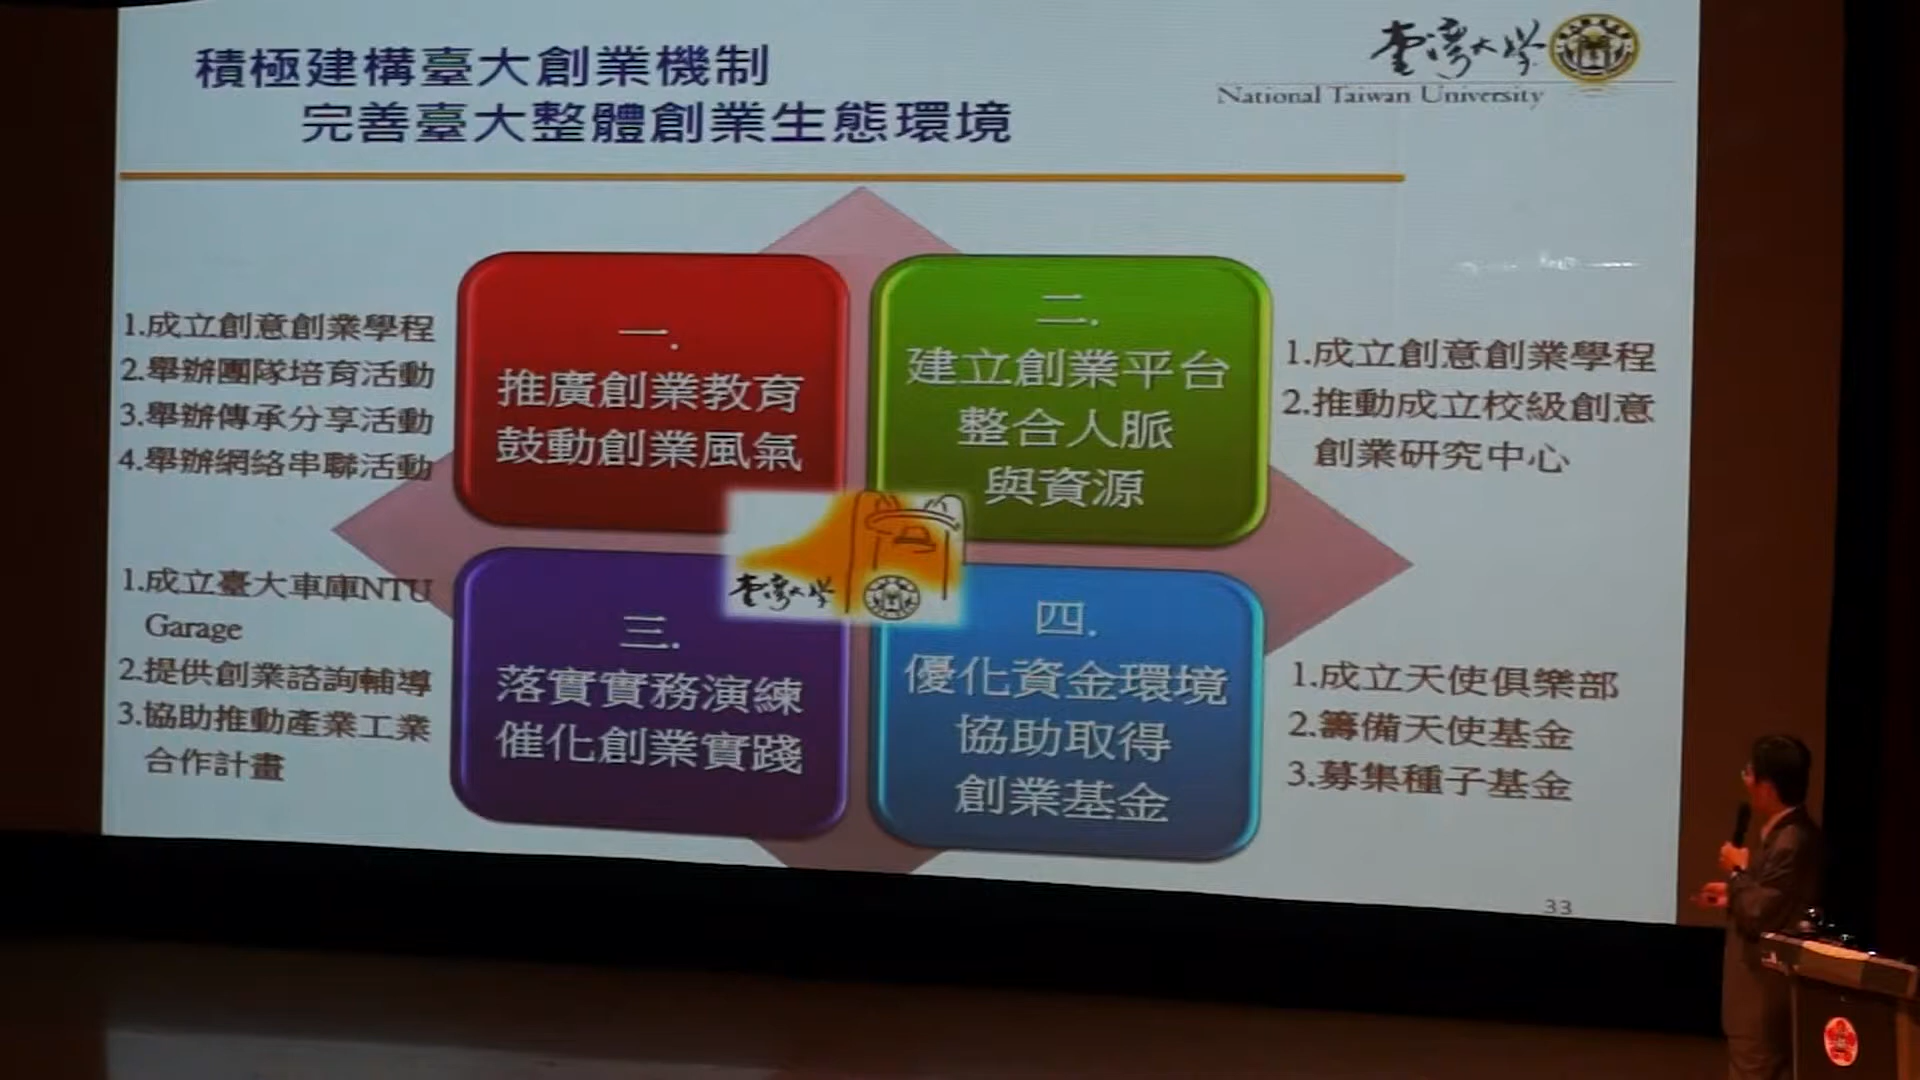 積極建構臺大創業機制
完善臺大整體創業生態環境
臺灣大學
National Taiwan University
1.成立創意創業學程
2.舉辦團隊培育活動
3.舉辦傳承分享活動
4.舉辦網絡串聯活動
一.
推廣創業教育
鼓動創業風氣
二.
建立創業平台
整合人脈
與資源
1.成立創意創業學程
2.推動成立校級創意
創業研究中心
臺灣大學
1.成立臺大車庫NTU
Garage
2.提供創業諮詢輔導
3.協助推動產業工業
合作計畫
三.
落實實務演練
催化創業實踐
四.
優化資金環境
協助取得
創業基金
1.成立天使俱樂部
2.籌備天使基金
3.募集種子基金
33